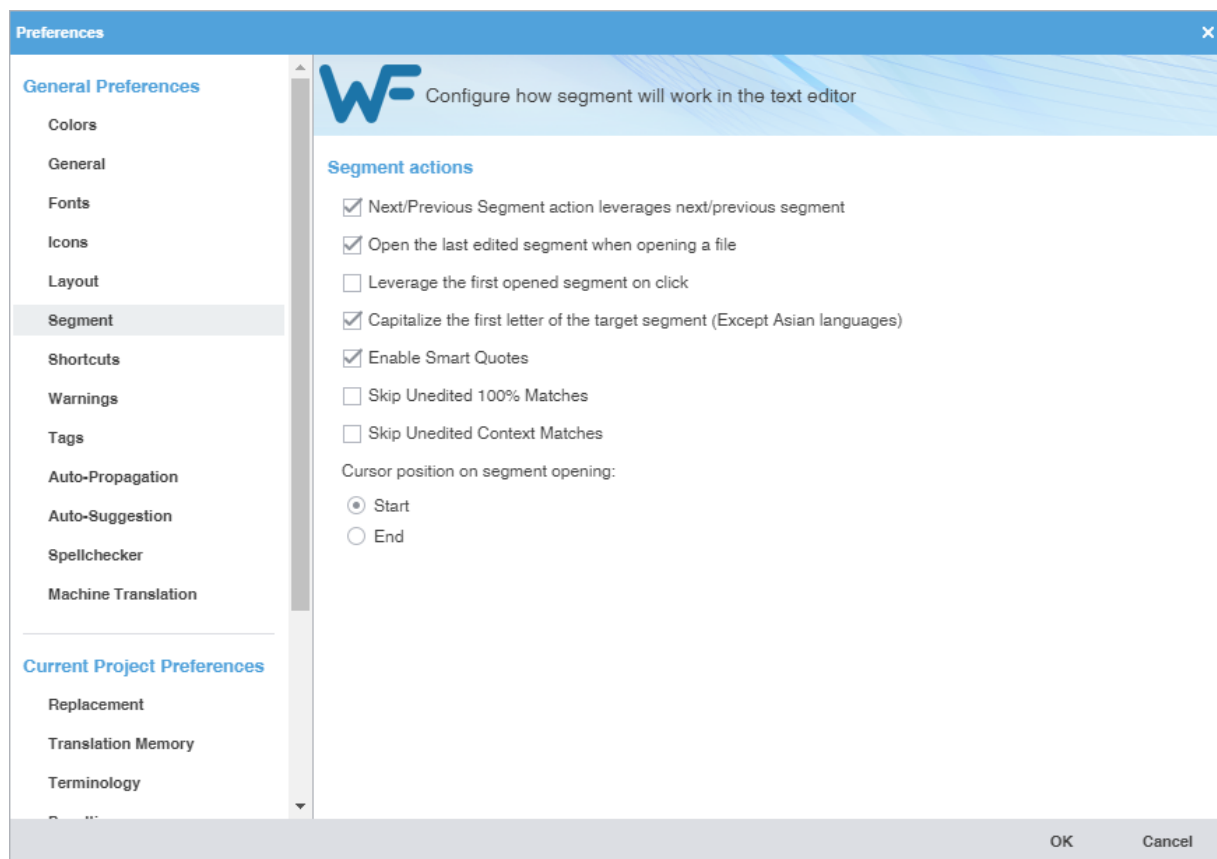 Preferences
General Preferences
Colors
General
Fonts
Icons
Layout
Segment
Shortcuts
Warnings
Tags
Auto-Propagation
Auto-Suggestion
Spellchecker
Machine Translation
Current Project Preferences
Replacement
Translation Memory
Terminology
WF
Configure how segment will work in the text editor
Segment actions
Next/Previous Segment action leverages next/previous segment
Open the last edited segment when opening a file
Leverage the first opened segment on click
Capitalize the first letter of the target segment (Except Asian languages)
Enable Smart Quotes
Skip Unedited 100% Matches
Skip Unedited Context Matches
Cursor position on segment opening:
Start
End
OK Cancel